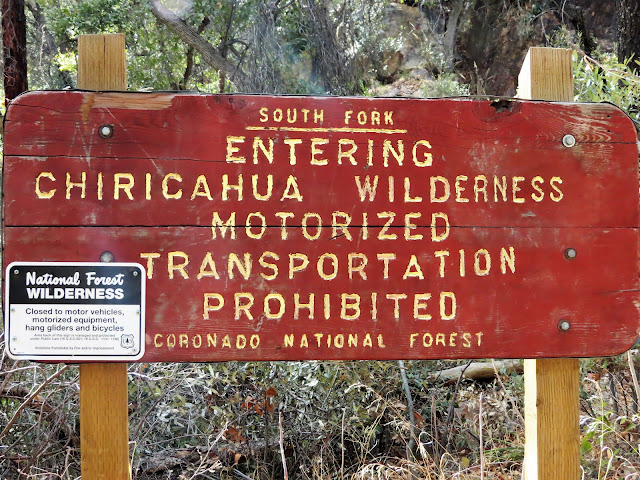 SOUTH FORK
ENTERING
CHIRICAHUA WILDERNESS
MOTORIZED
TRANSPORTATION
PROHIBITED
CORONADO NATIONAL FOREST
National Forest
WILDERNESS
Closed to motor vehicles,
motorized equipment,
hang gliders and bicycles